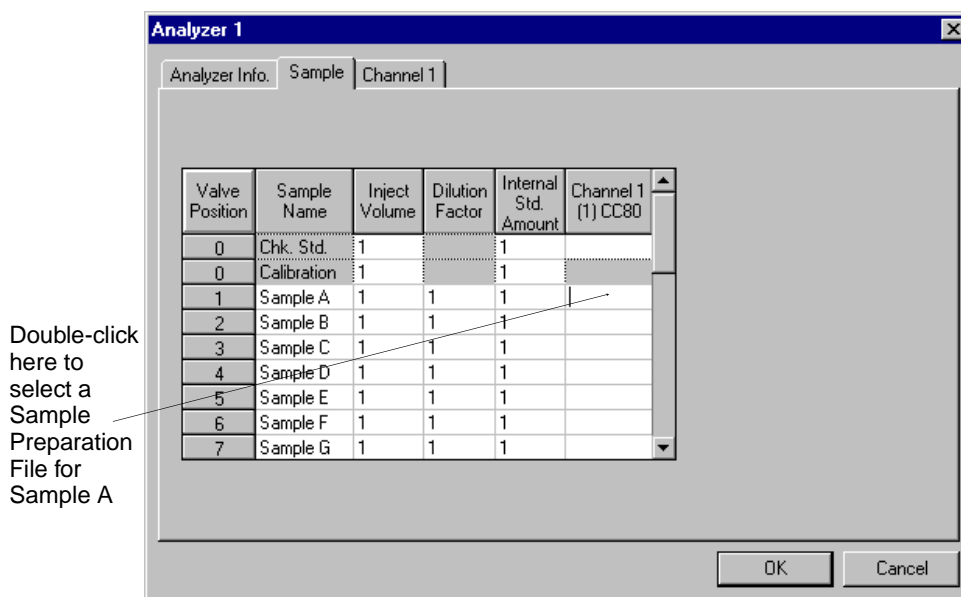 Analyzer 1
Analyzer Info. Sample Channel 1
Valve Position Sample Name Inject Volume Dilution Factor Internal Std. Amount Channel 1 (1) CC80
0 Chk. Std. 1 1
0 Calibration 1 1
1 Sample A 1 1 1
2 Sample B 1 1 1
3 Sample C 1 1 1
4 Sample D 1 1 1
5 Sample E 1 1 1
6 Sample F 1 1 1
7 Sample G 1 1 1
Double-click
here to
select a
Sample
Preparation
File for
Sample A
OK Cancel